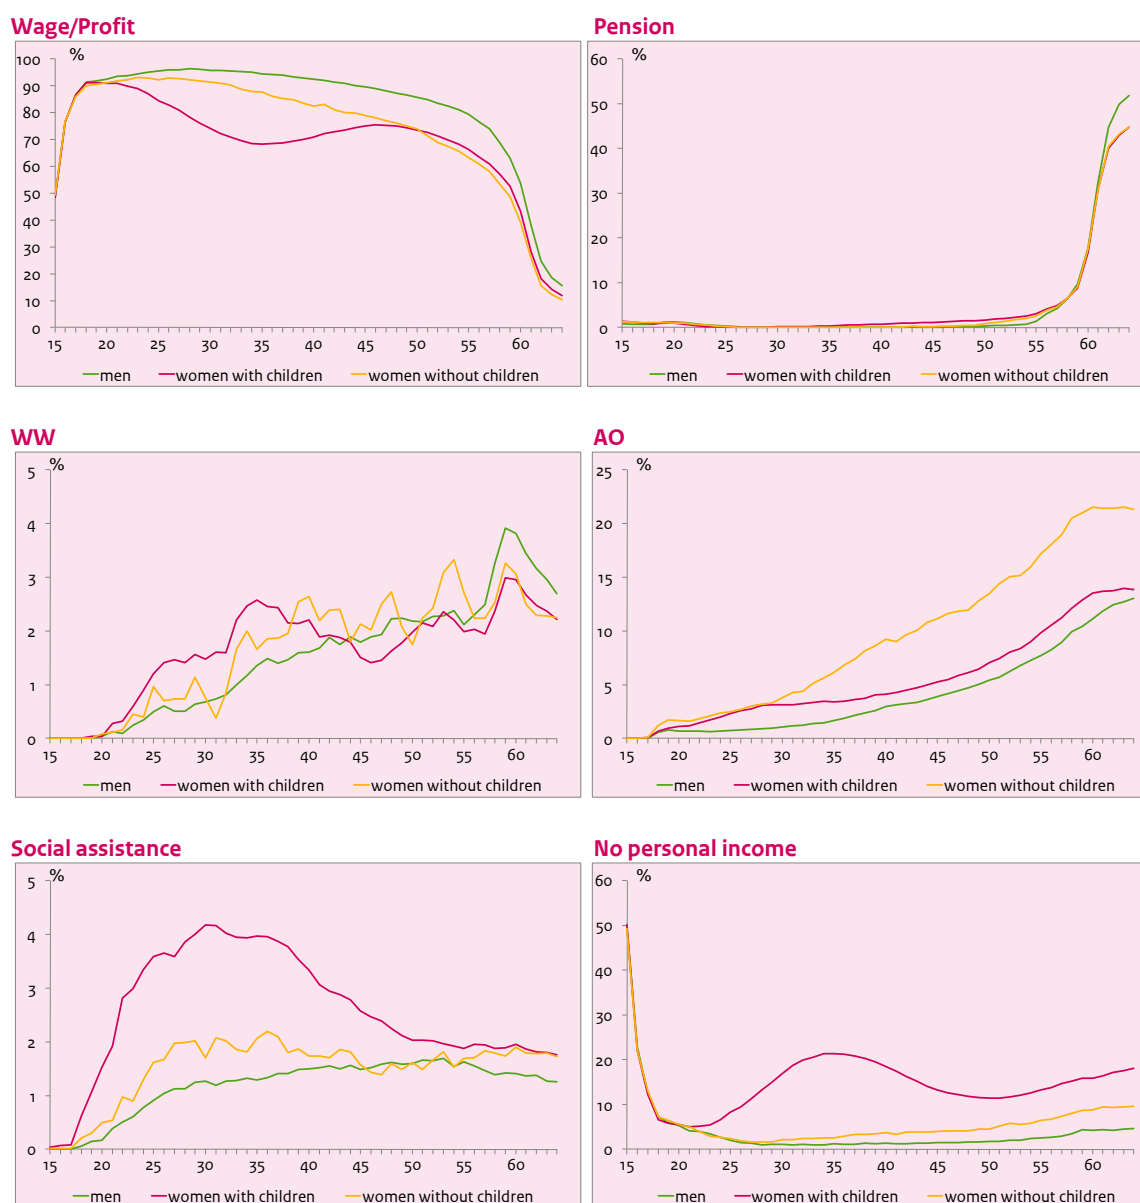 Wage/Profit
%
100
90
80
70
60
50
40
30
20
10
0
15 20 25 30 35 40 45 50 55 60
men women with children women without children
Pension
%
60
50
40
30
20
10
0
15 20 25 30 35 40 45 50 55 60
men women with children women without children
WW
%
5
4
3
2
1
0
15 20 25 30 35 40 45 50 55 60
men women with children women without children
AO
%
25
20
15
10
5
0
15 20 25 30 35 40 45 50 55 60
men women with children women without children
Social assistance
%
5
4
3
2
1
0
15 20 25 30 35 40 45 50 55 60
men women with children women without children
No personal income
%
60
50
40
30
20
10
0
15 20 25 30 35 40 45 50 55 60
men women with children women without children